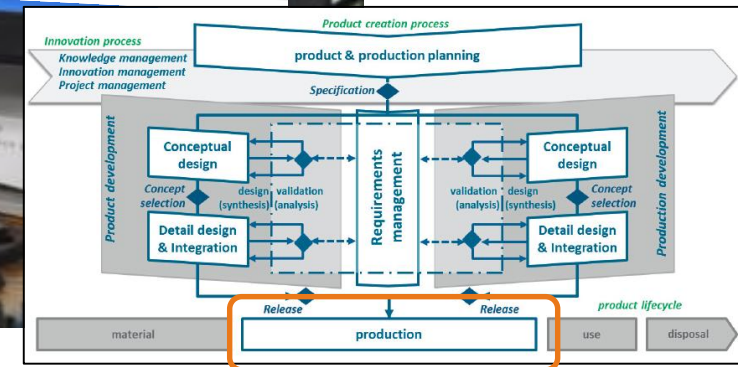 Product creation process
Innovation process
Knowledge management
Innovation management
Project management
product & production planning
Specification
Product development
Conceptual
design
Concept
selection
Detail design
& Integration
design
(synthesis)
validation
(analysis)
Requirements
management
validation
(analysis)
design
(synthesis)
Conceptual
design
Concept
selection
Detail design
& Integration
Production development
Release
Release
product lifecycle
material
production
use
disposal